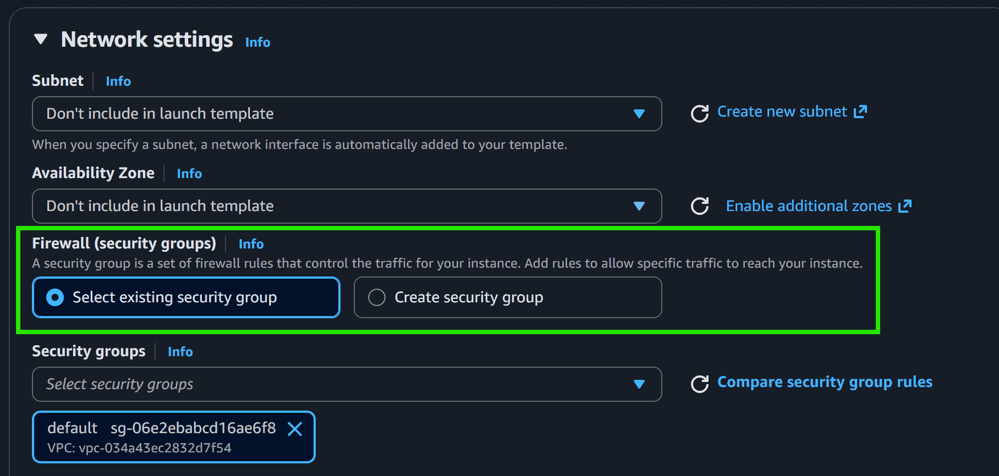 Network settings Info
Subnet Info
Don't include in launch template
Create new subnet
When you specify a subnet, a network interface is automatically added to your template.
Availability Zone Info
Don't include in launch template
Enable additional zones
Firewall (security groups) Info
A security group is a set of firewall rules that control the traffic for your instance. Add rules to allow specific traffic to reach your instance.
Select existing security group
Create security group
Security groups Info
Select security groups
Compare security group rules
default sg-06e2ebabcd16ae6f8
VPC: vpc-034a43ec2832d7f54